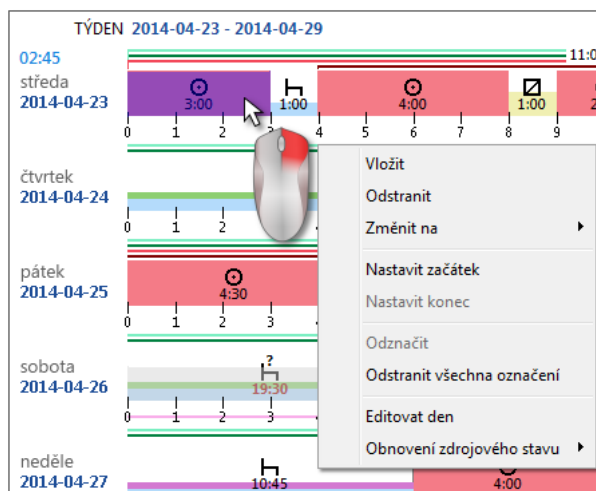 TÝDEN 2014-04-23 - 2014-04-29
02:45
11:0
středa
2014-04-23
3:00 1:00 4:00 1:00 2
0 1 2 3 4 5 6 7 8 9
čtvrtek
2014-04-24
0 1 2 3
pátek
2014-04-25
4:30
0 1 2 3
sobota
2014-04-26
?
19:30
0 1 2 3
neděle
2014-04-27
10:45 4:00
Vložit
Odstranit
Změnit na
Nastavit začátek
Nastavit konec
Odznačit
Odstranit všechna označení
Editovat den
Obnovení zdrojového stavu